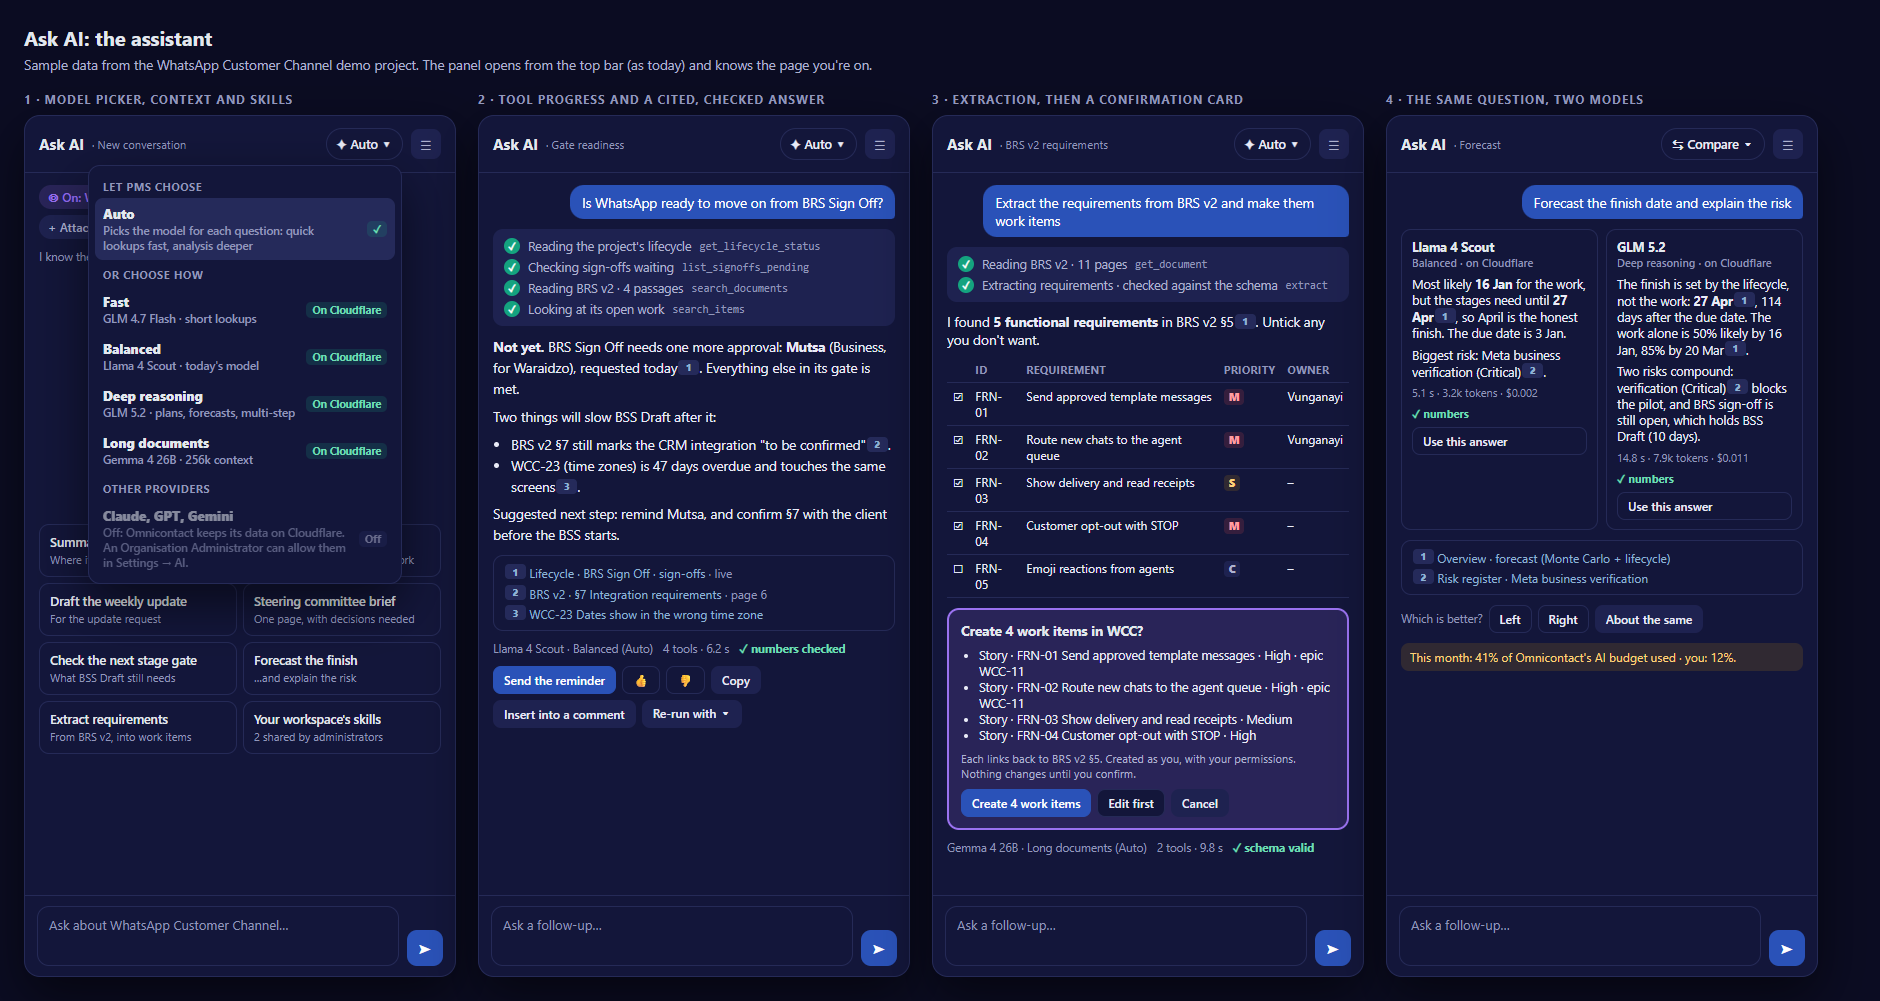 Ask AI: the assistant
Sample data from the WhatsApp Customer Channel demo project. The panel opens from the top bar (as today) and knows the page you're on.
1 · MODEL PICKER, CONTEXT AND SKILLS
Ask AI · New conversation
✦ Auto ▾
☰
On: W
+ Attac
I know the
LET PMS CHOOSE
Auto
Picks the model for each question: quick
lookups fast, analysis deeper
✓
OR CHOOSE HOW
Fast
GLM 4.7 Flash · short lookups
On Cloudflare
Balanced
Llama 4 Scout · today's model
On Cloudflare
Deep reasoning
GLM 5.2 · plans, forecasts, multi-step
On Cloudflare
Long documents
Gemma 4 26B · 256k context
On Cloudflare
OTHER PROVIDERS
Claude, GPT, Gemini
Off: Omnicontact keeps its data on Cloudflare.
An Organisation Administrator can allow them
in Settings → AI.
Off
Summa
Where i
ork
Draft the weekly update
For the update request
Steering committee brief
One page, with decisions needed
Check the next stage gate
What BSS Draft still needs
Forecast the finish
...and explain the risk
Extract requirements
From BRS v2, into work items
Your workspace's skills
2 shared by administrators
Ask about WhatsApp Customer Channel...
➤
2 · TOOL PROGRESS AND A CITED, CHECKED ANSWER
Ask AI · Gate readiness
✦ Auto ▾
☰
Is WhatsApp ready to move on from BRS Sign Off?
✓ Reading the project's lifecycle get_lifecycle_status
✓ Checking sign-offs waiting list_signoffs_pending
✓ Reading BRS v2 · 4 passages search_documents
✓ Looking at its open work search_items
Not yet. BRS Sign Off needs one more approval: Mutsa (Business,
for Waraidzo), requested today 1 . Everything else in its gate is
met.
Two things will slow BSS Draft after it:
• BRS v2 §7 still marks the CRM integration "to be confirmed" 2 .
• WCC-23 (time zones) is 47 days overdue and touches the same
screens 3 .
Suggested next step: remind Mutsa, and confirm §7 with the client
before the BSS starts.
1 Lifecycle · BRS Sign Off · sign-offs · live
2 BRS v2 · §7 Integration requirements · page 6
3 WCC-23 Dates show in the wrong time zone
Llama 4 Scout · Balanced (Auto) 4 tools · 6.2 s ✓ numbers checked
Send the reminder
👍
👎
Copy
Insert into a comment
Re-run with ▾
Ask a follow-up...
➤
3 · EXTRACTION, THEN A CONFIRMATION CARD
Ask AI · BRS v2 requirements
✦ Auto ▾
☰
Extract the requirements from BRS v2 and make them
work items
✓ Reading BRS v2 · 11 pages get_document
✓ Extracting requirements · checked against the schema extract
I found 5 functional requirements in BRS v2 §5 1 . Untick any
you don't want.
ID REQUIREMENT PRIORITY OWNER
☑ FRN-01 Send approved template messages M Vunganayi
☑ FRN-02 Route new chats to the agent queue M Vunganayi
☑ FRN-03 Show delivery and read receipts S –
☑ FRN-04 Customer opt-out with STOP M –
☐ FRN-05 Emoji reactions from agents C –
Create 4 work items in WCC?
• Story · FRN-01 Send approved template messages · High · epic
WCC-11
• Story · FRN-02 Route new chats to the agent queue · High · epic
WCC-11
• Story · FRN-03 Show delivery and read receipts · Medium
• Story · FRN-04 Customer opt-out with STOP · High
Each links back to BRS v2 §5. Created as you, with your permissions.
Nothing changes until you confirm.
Create 4 work items
Edit first
Cancel
Gemma 4 26B · Long documents (Auto) 2 tools · 9.8 s ✓ schema valid
Ask a follow-up...
➤
4 · THE SAME QUESTION, TWO MODELS
Ask AI · Forecast
⇆ Compare ▾
☰
Forecast the finish date and explain the risk
Llama 4 Scout
Balanced · on Cloudflare
Most likely 16 Jan for the work,
but the stages need until 27
Apr 1 , so April is the honest
finish. The due date is 3 Jan.
Biggest risk: Meta business
verification (Critical) 2 .
5.1 s · 3.2k tokens · $0.002
✓ numbers
Use this answer
GLM 5.2
Deep reasoning · on Cloudflare
The finish is set by the lifecycle,
not the work: 27 Apr 1 , 114
days after the due date. The
work alone is 50% likely by 16
Jan, 85% by 20 Mar 1 .
Two risks compound:
verification (Critical) 2 blocks
the pilot, and BRS sign-off is
still open, which holds BSS
Draft (10 days).
14.8 s · 7.9k tokens · $0.011
✓ numbers
Use this answer
1 Overview · forecast (Monte Carlo + lifecycle)
2 Risk register · Meta business verification
Which is better?
Left
Right
About the same
This month: 41% of Omnicontact's AI budget used · you: 12%.
Ask a follow-up...
➤